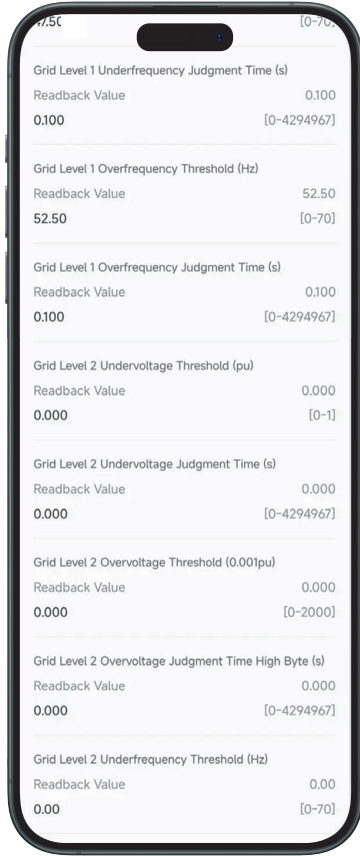 [0-70]
Grid Level 1 Underfrequency Judgment Time (s)
Readback Value 0.100
0.100 [0-4294967]
Grid Level 1 Overfrequency Threshold (Hz)
Readback Value 52.50
52.50 [0-70]
Grid Level 1 Overfrequency Judgment Time (s)
Readback Value 0.100
0.100 [0-4294967]
Grid Level 2 Undervoltage Threshold (pu)
Readback Value 0.000
0.000 [0-1]
Grid Level 2 Undervoltage Judgment Time (s)
Readback Value 0.000
0.000 [0-4294967]
Grid Level 2 Overvoltage Threshold (0.001pu)
Readback Value 0.000
0.000 [0-2000]
Grid Level 2 Overvoltage Judgment Time High Byte (s)
Readback Value 0.000
0.000 [0-4294967]
Grid Level 2 Underfrequency Threshold (Hz)
Readback Value 0.00
0.00 [0-70]